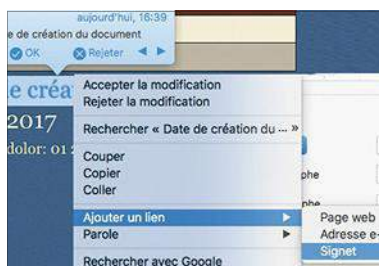 aujourd'hui, 16:39
e de création du document
OK Rejeter
e créa
2017
dolor: 01
Accepter la modification
Rejeter la modification
Rechercher « Date de création du ... »
Couper
Copier
Coller
phe
Ajouter un lien
Page web
Parole
Adresse e-
Signet
Rechercher avec Google